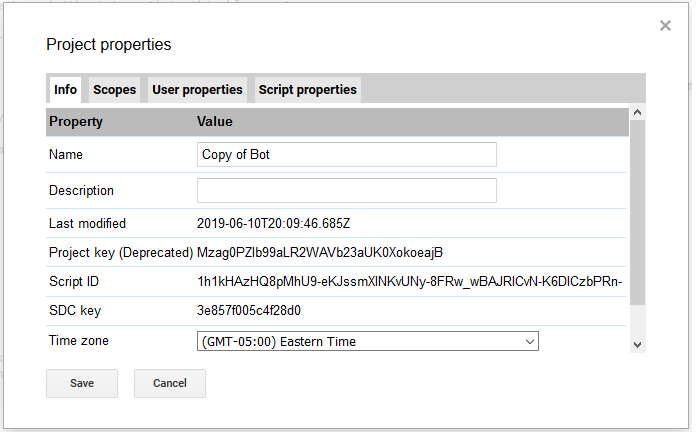 Project properties
Info Scopes User properties Script properties
Property Value
Name Copy of Bot
Description
Last modified 2019-06-10T20:09:46.685Z
Project key (Deprecated) Mzag0PZIb99aLR2WAVb23aUK0XokoeajB
Script ID 1h1kHAzHQ8pMhU9-eKJssmXlNKvUNy-8FRw_wBAJRlCvN-K6DlCzbPRn-
SDC key 3e857f005c4f28d0
Time zone (GMT-05:00) Eastern Time
Save Cancel